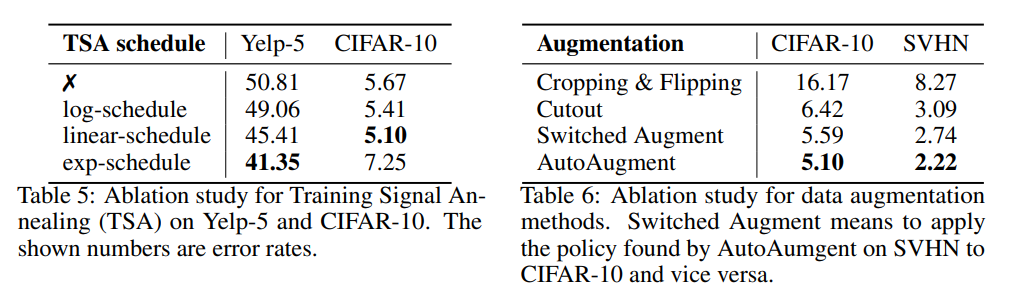 TSA schedule Yelp-5 CIFAR-10
✗ 50.81 5.67
log-schedule 49.06 5.41
linear-schedule 45.41 5.10
exp-schedule 41.35 7.25
Table 5: Ablation study for Training Signal An-
nealing (TSA) on Yelp-5 and CIFAR-10. The
shown numbers are error rates.
Augmentation CIFAR-10 SVHN
Cropping & Flipping 16.17 8.27
Cutout 6.42 3.09
Switched Augment 5.59 2.74
AutoAugment 5.10 2.22
Table 6: Ablation study for data augmentation
methods. Switched Augment means to apply
the policy found by AutoAumgent on SVHN to
CIFAR-10 and vice versa.